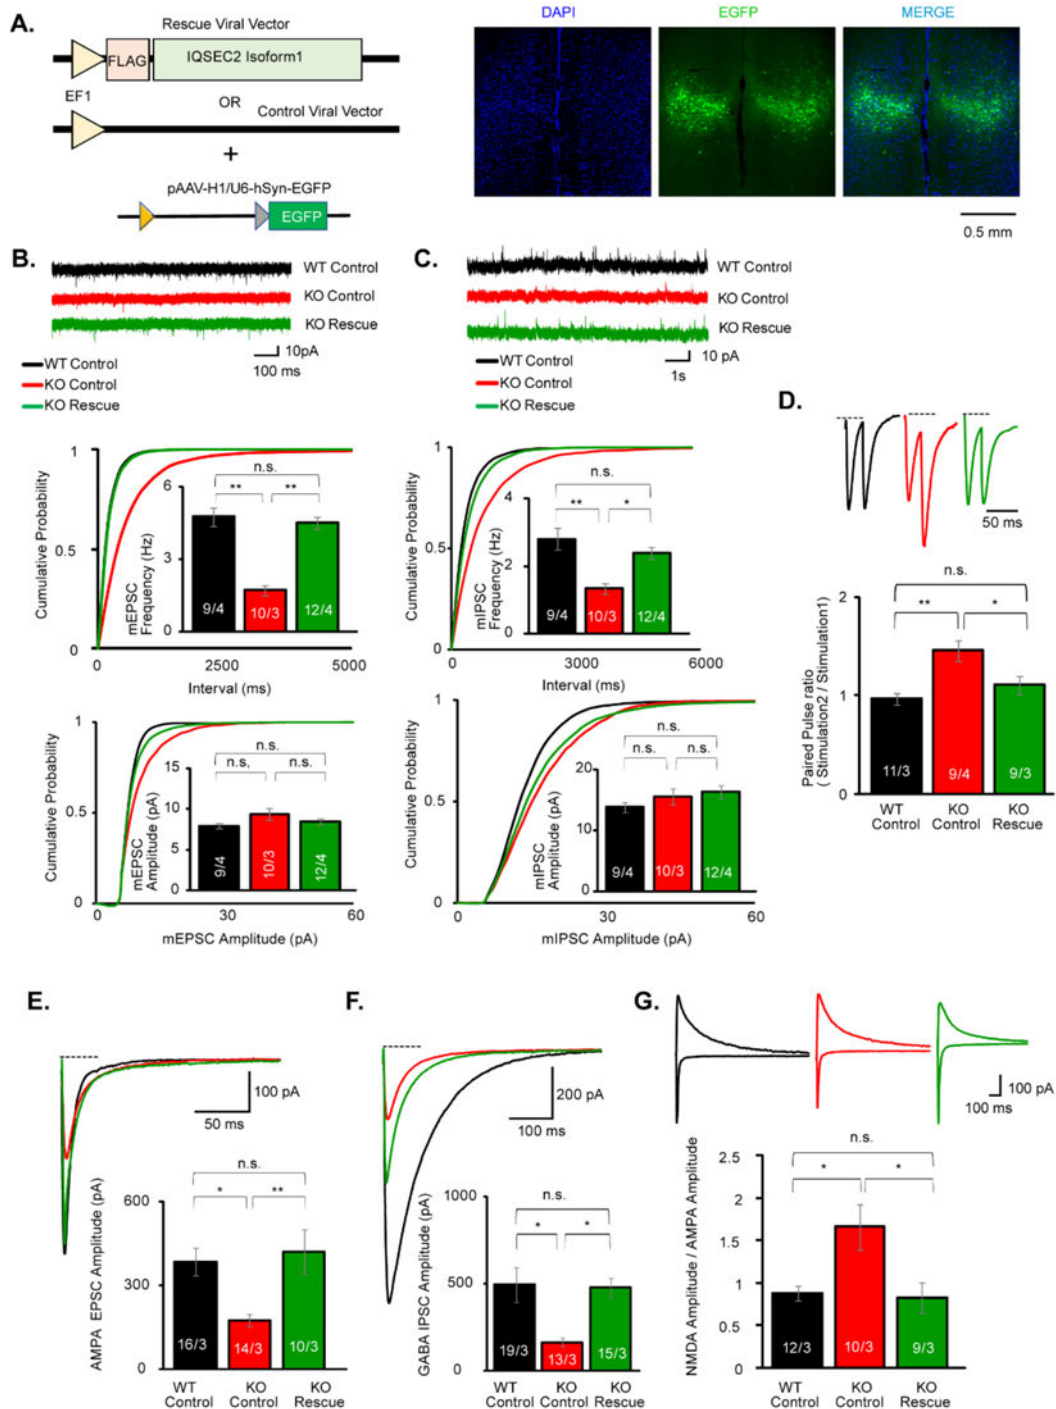 A.
Rescue Viral Vector
FLAG
IQSEC2 Isoform1
EF1
OR
Control Viral Vector
+
pAAV-H1/U6-hSyn-EGFP
EGFP
DAPI
EGFP
MERGE
0.5 mm
B.
WT Control
KO Control
KO Rescue
10pA
100 ms
WT Control
KO Control
KO Rescue
Cumulative Probability
1
0.5
0
2500
5000
Interval (ms)
mEPSC
Frequency (Hz)
6
3
0
n.s.
**
**
9/4
10/3
12/4
Cumulative Probability
1
0.5
0
0
30
60
mEPSC Amplitude (pA)
mEPSC
Amplitude (pA)
15
10
5
0
n.s.
n.s,
n.s.
9/4
10/3
12/4
C.
WT Control
KO Control
KO Rescue
10 pA
1s
WT Control
KO Control
KO Rescue
Cumulative Probability
1
0.5
0
0
3000
6000
Interval (ms)
mIPSC
Frequency (Hz)
4
2
0
n.s.
**
*
9/4
10/3
12/4
Cumulative Probability
1
0.5
0
0
30
60
mIPSC Amplitude (pA)
mIPSC
Amplitude (pA)
20
10
0
n.s.
n.s.
n.s.
9/4
10/3
12/4
D.
50 ms
Paired Pulse ratio
( Stimulation2 / Stimulation1)
2
1
0
n.s.
**
*
11/3
9/4
9/3
WT
Control
KO
Control
KO
Rescue
E.
100 pA
50 ms
AMPA EPSC Amplitude (pA)
600
300
0
n.s.
*
**
16/3
14/3
10/3
WT
Control
KO
Control
KO
Rescue
F.
200 pA
100 ms
GABA IPSC Amplitude (pA)
1000
500
0
n.s.
*
*
19/3
13/3
15/3
WT
Control
KO
Control
KO
Rescue
G.
100 pA
100 ms
NMDA Amplitude / AMPA Amplitude
2.5
2
1.5
1
0.5
0
n.s.
*
*
12/3
10/3
9/3
WT
Control
KO
Control
KO
Rescue